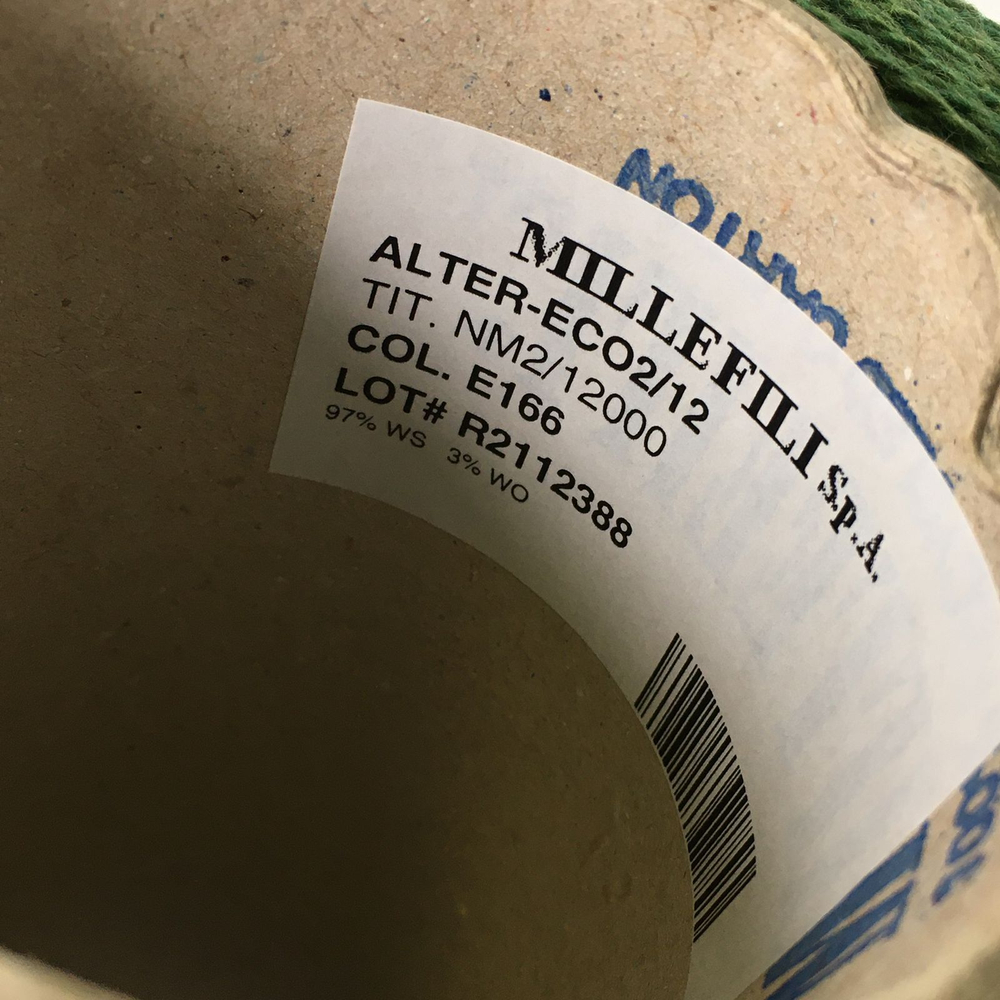 MILLEFILI S.P.A.
ALTER-ECO2/12
TIT. NM2/12000
COL. E166
LOT# R2112388
97% WS 3% WO